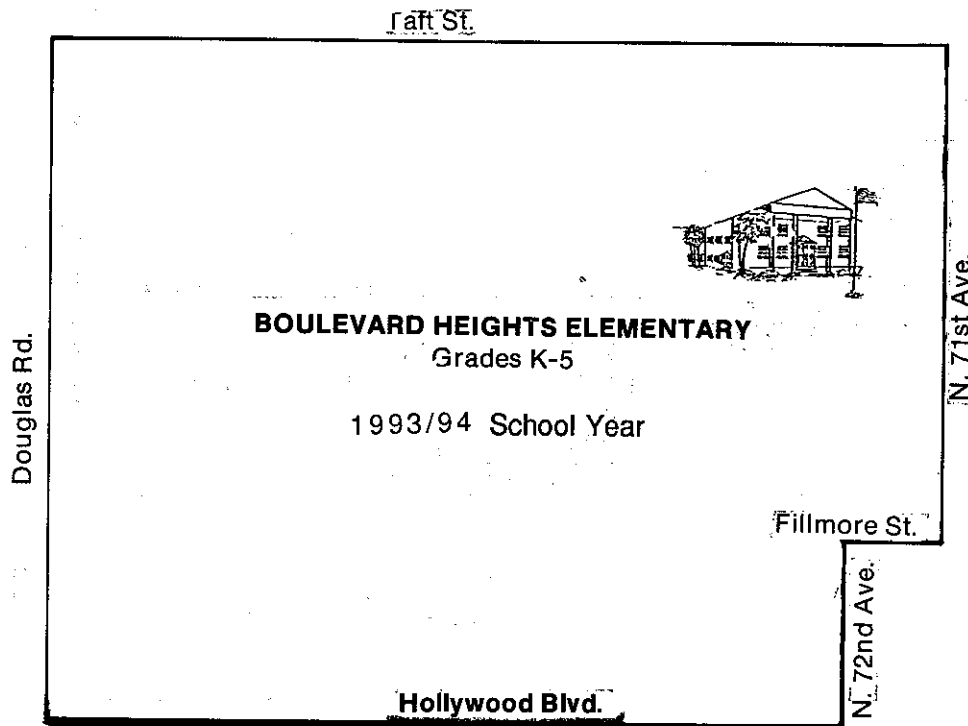 Taft St.
Douglas Rd.
N. 71st Ave.
BOULEVARD HEIGHTS ELEMENTARY
Grades K-5
1993/94 School Year
Fillmore St.
N. 72nd Ave.
Hollywood Blvd.